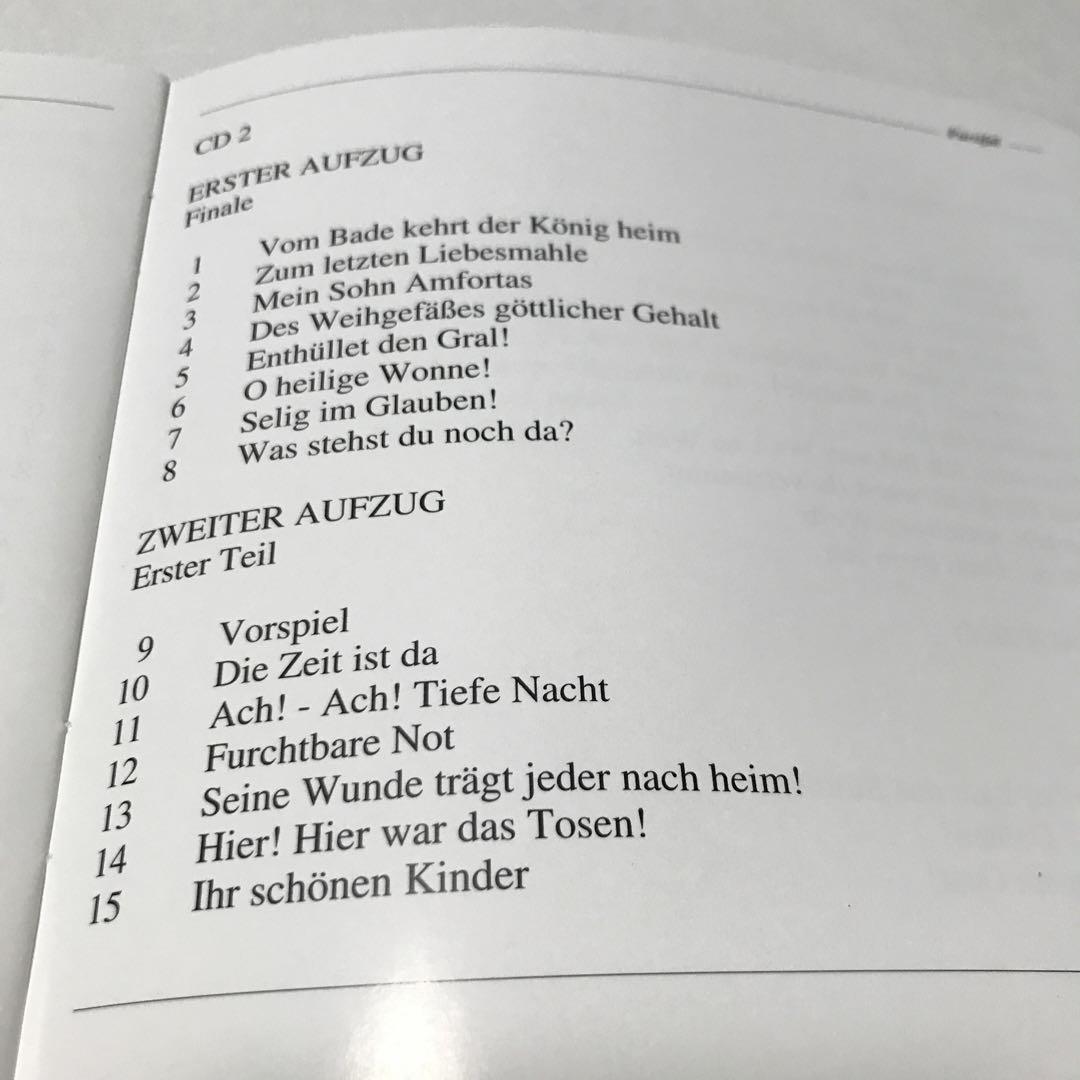 CD 2
ERSTER AUFZUG
Finale
1 Vom Bade kehrt der König heim
2 Zum letzten Liebesmahle
3 Mein Sohn Amfortas
4 Des Weihgefäßes göttlicher Gehalt
5 Enthüllet den Gral!
6 O heilige Wonne!
7 Selig im Glauben!
8 Was stehst du noch da?
ZWEITER AUFZUG
Erster Teil
9 Vorspiel
10 Die Zeit ist da
11 Ach! - Ach! Tiefe Nacht
12 Furchtbare Not
13 Seine Wunde trägt jeder nach heim!
14 Hier! Hier war das Tosen!
15 Ihr schönen Kinder